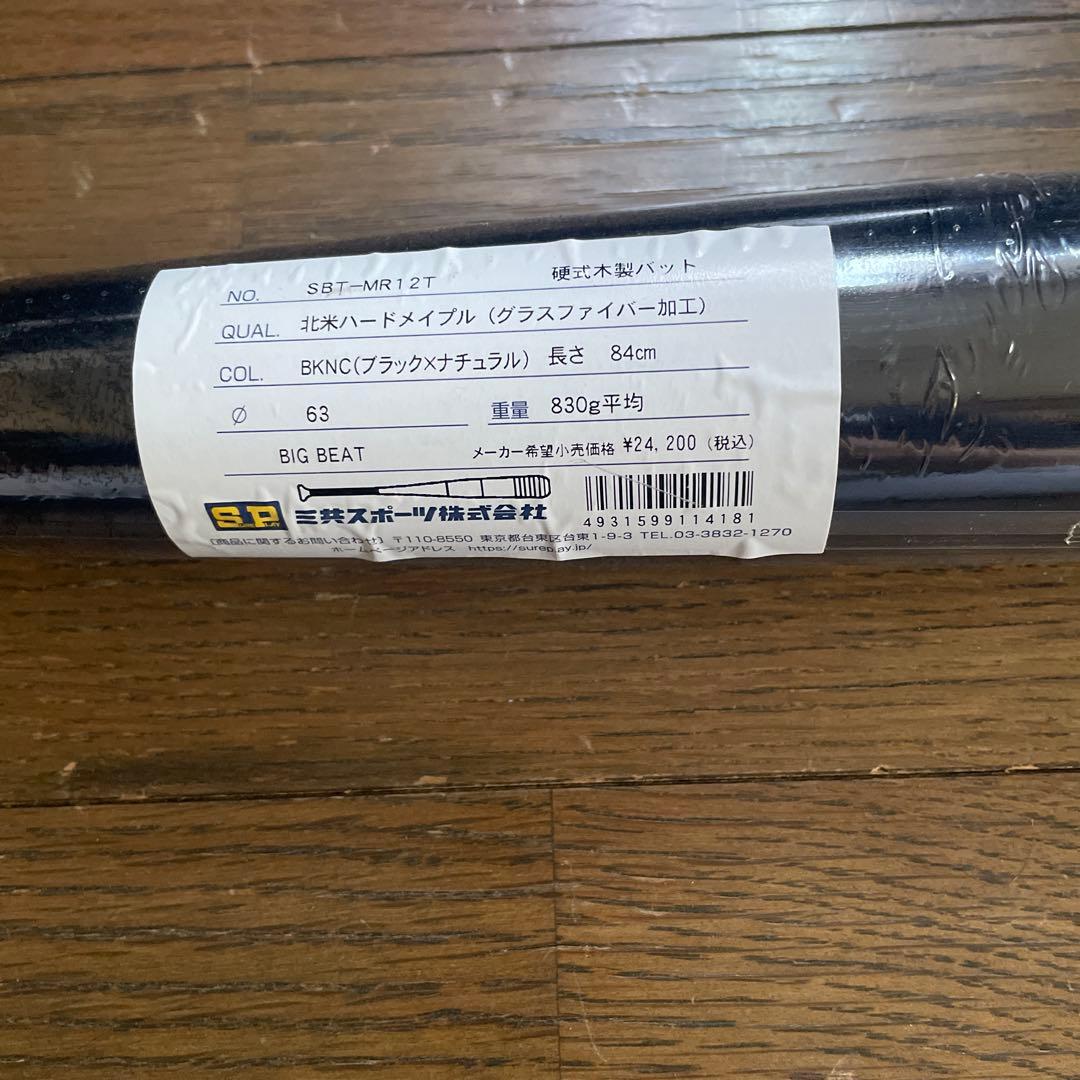 NO. SBT-MR12T 硬式木製バット
QUAL. 北米ハードメイプル（グラスファイバー加工）
COL. BKNC(ブラック×ナチュラル) 長さ 84cm
Ø 63 重量 830g平均
BIG BEAT メーカー希望小売価格 ¥24,200（税込）
S.P 三共スポーツ株式会社
4931599114181
〔商品に関するお問い合わせ〕〒110-8550 東京都台東区台東1-9-3 TEL.03-3832-1270
ホームページアドレス https://sureplay.jp/